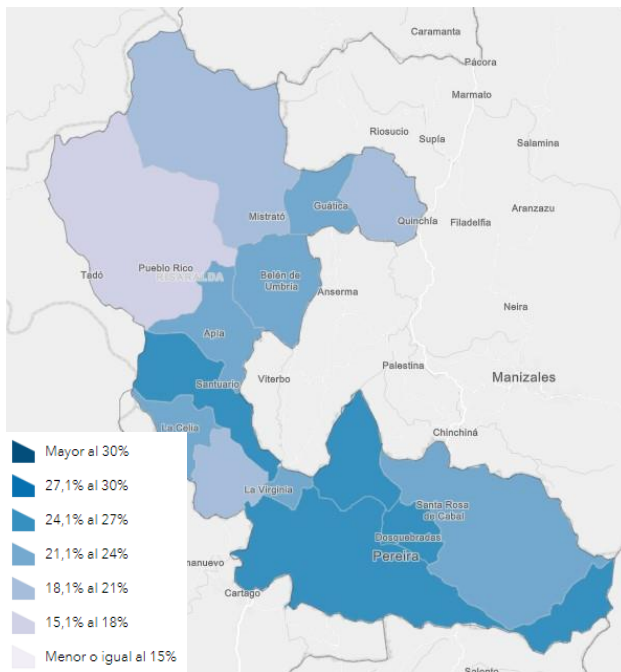 Caramanta
Pácora
Marmato
Riosucio
Supía
Salamina
Guática
Aranzazu
Mistrató
Quinchía
Filadelfia
Pueblo Rico
Tadó
RISARALDA
Belén de
Umbría
Anserma
Neira
Apía
Palestina
Viterbo
Manizales
Santuario
La Celia
Chinchiná
Mayor al 30%
27,1% al 30%
24,1% al 27%
21,1% al 24%
18,1% al 21%
15,1% al 18%
Menor o igual al 15%
La Virginia
Santa Rosa
de Cabal
Dosquebradas
Pereira
anuevo
Cartago
Salento